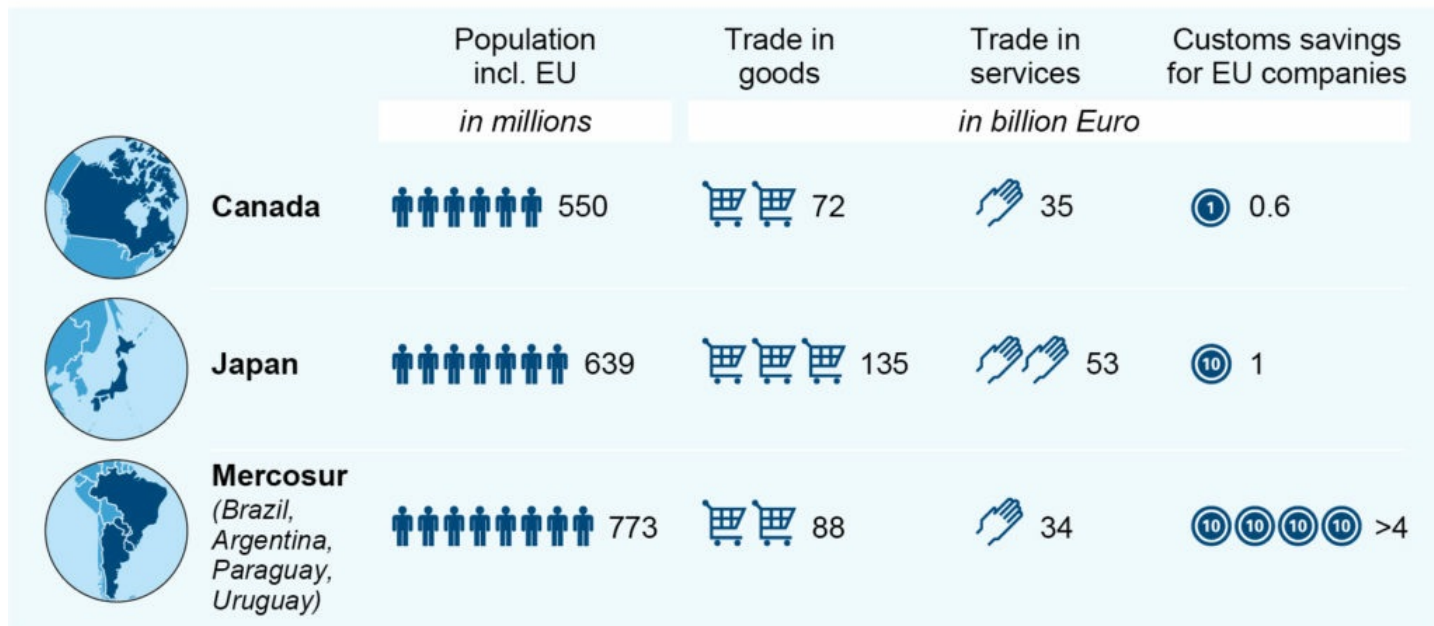 Population Trade in Trade in Customs savings
incl. EU goods services for EU companies
in millions in billion Euro
Canada 550 72 35 1 0.6
Japan 639 135 53 10 1
Mercosur
(Brazil,
Argentina, 773 88 34 10 10 10 10 >4
Paraguay,
Uruguay)